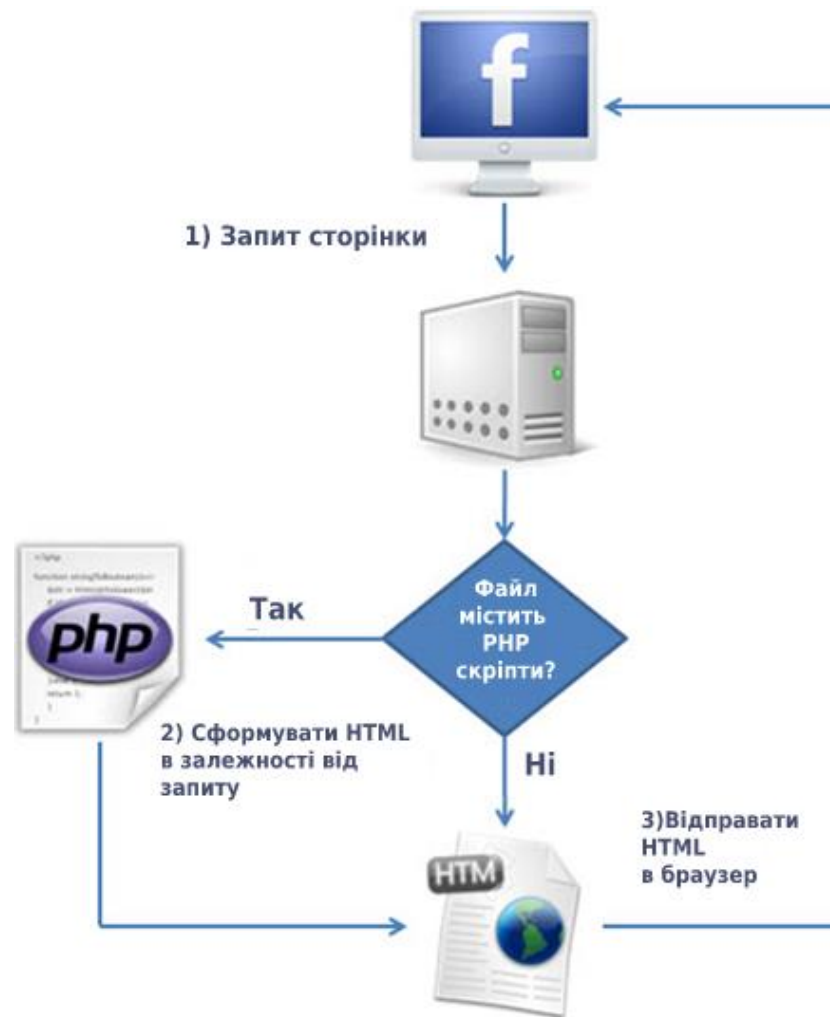 f
1) Запит сторінки
Файл
містить
PHP
скріпти?
Так
php
2) Сформувати HTML
в залежності від
запиту
Ні
HTM
3)Відправати
HTML
в браузер